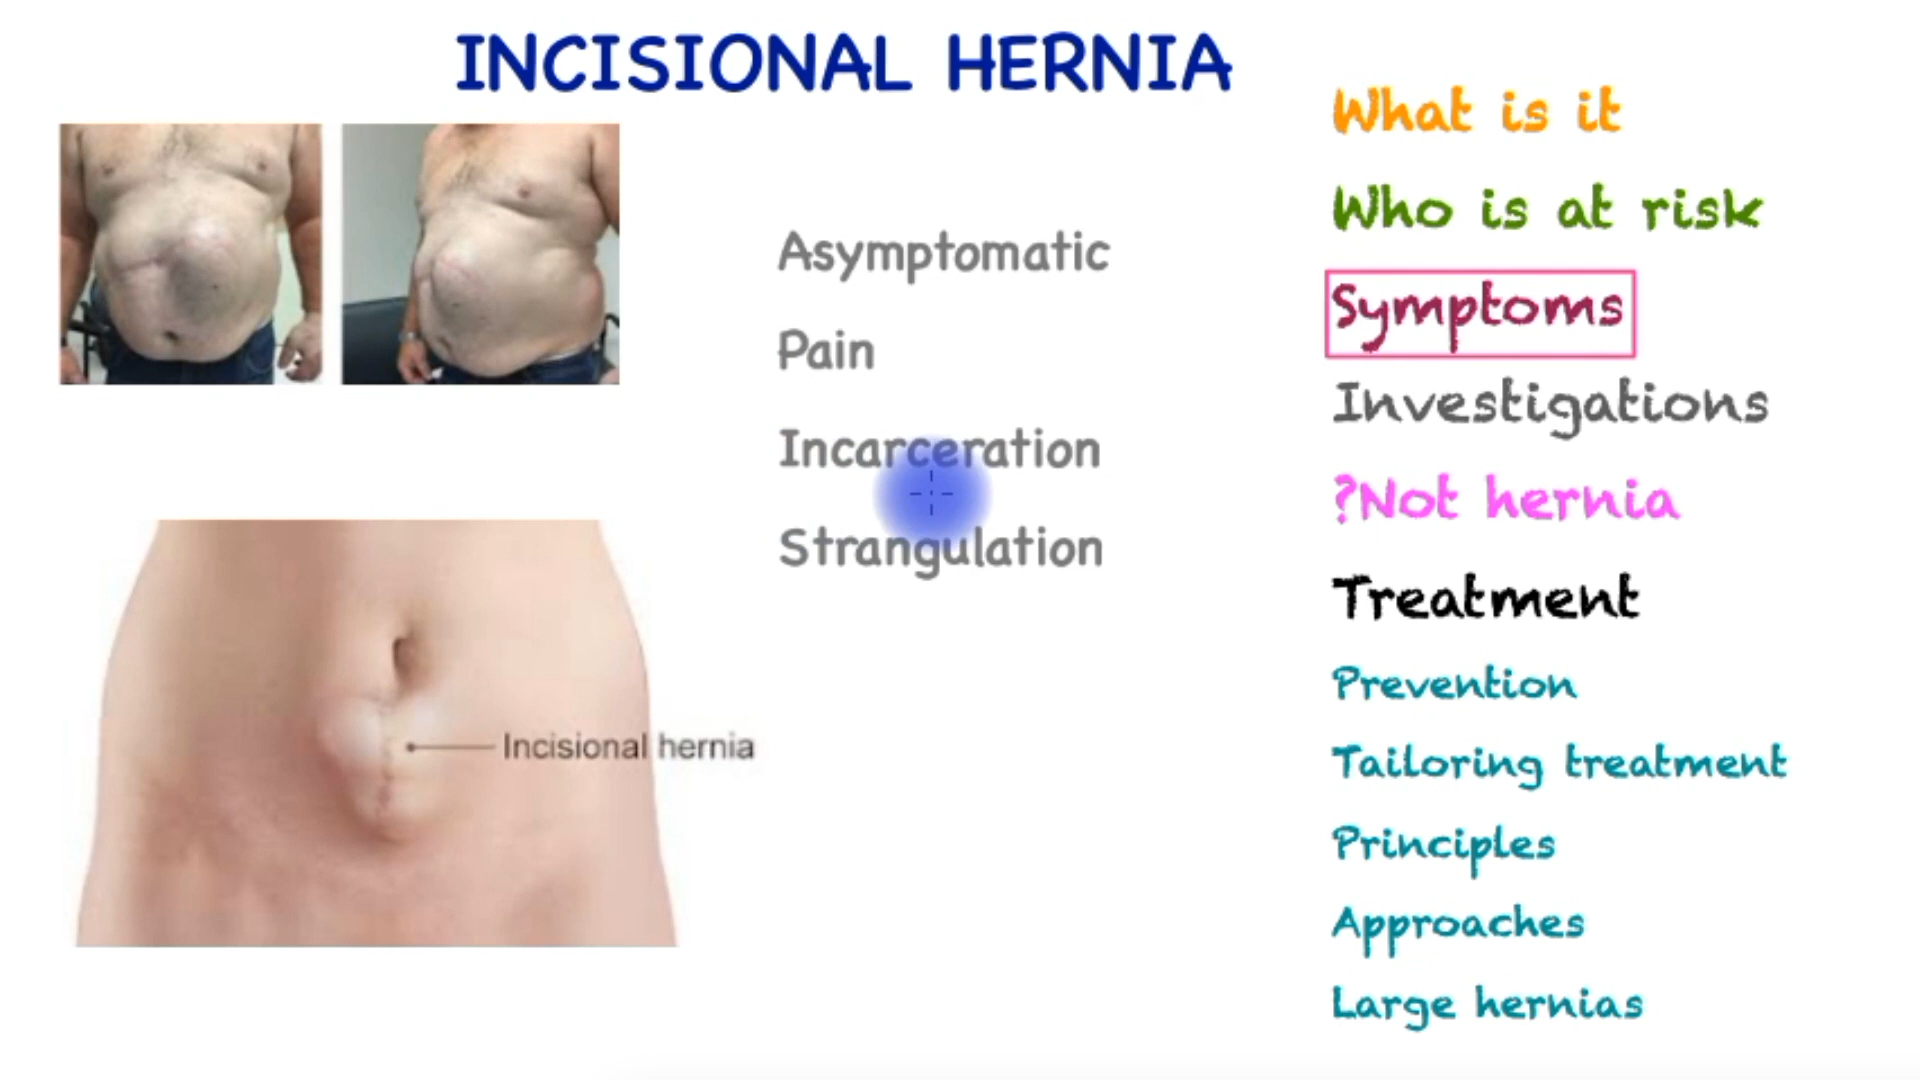 INCISIONAL HERNIA
Asymptomatic
Pain
Incarceration
Strangulation
Incisional hernia
What is it
Who is at risk
Symptoms
Investigations
?Not hernia
Treatment
Prevention
Tailoring treatment
Principles
Approaches
Large hernias